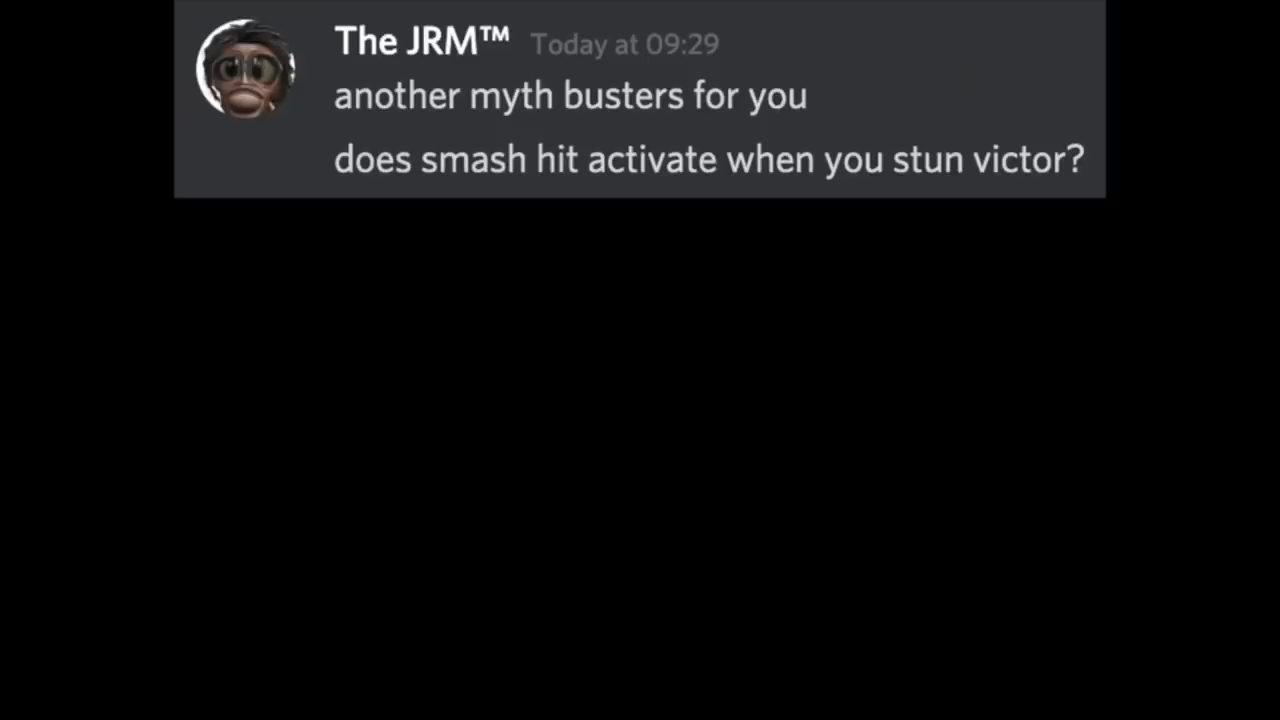 The JRM™ Today at 09:29
another myth busters for you
does smash hit activate when you stun victor?